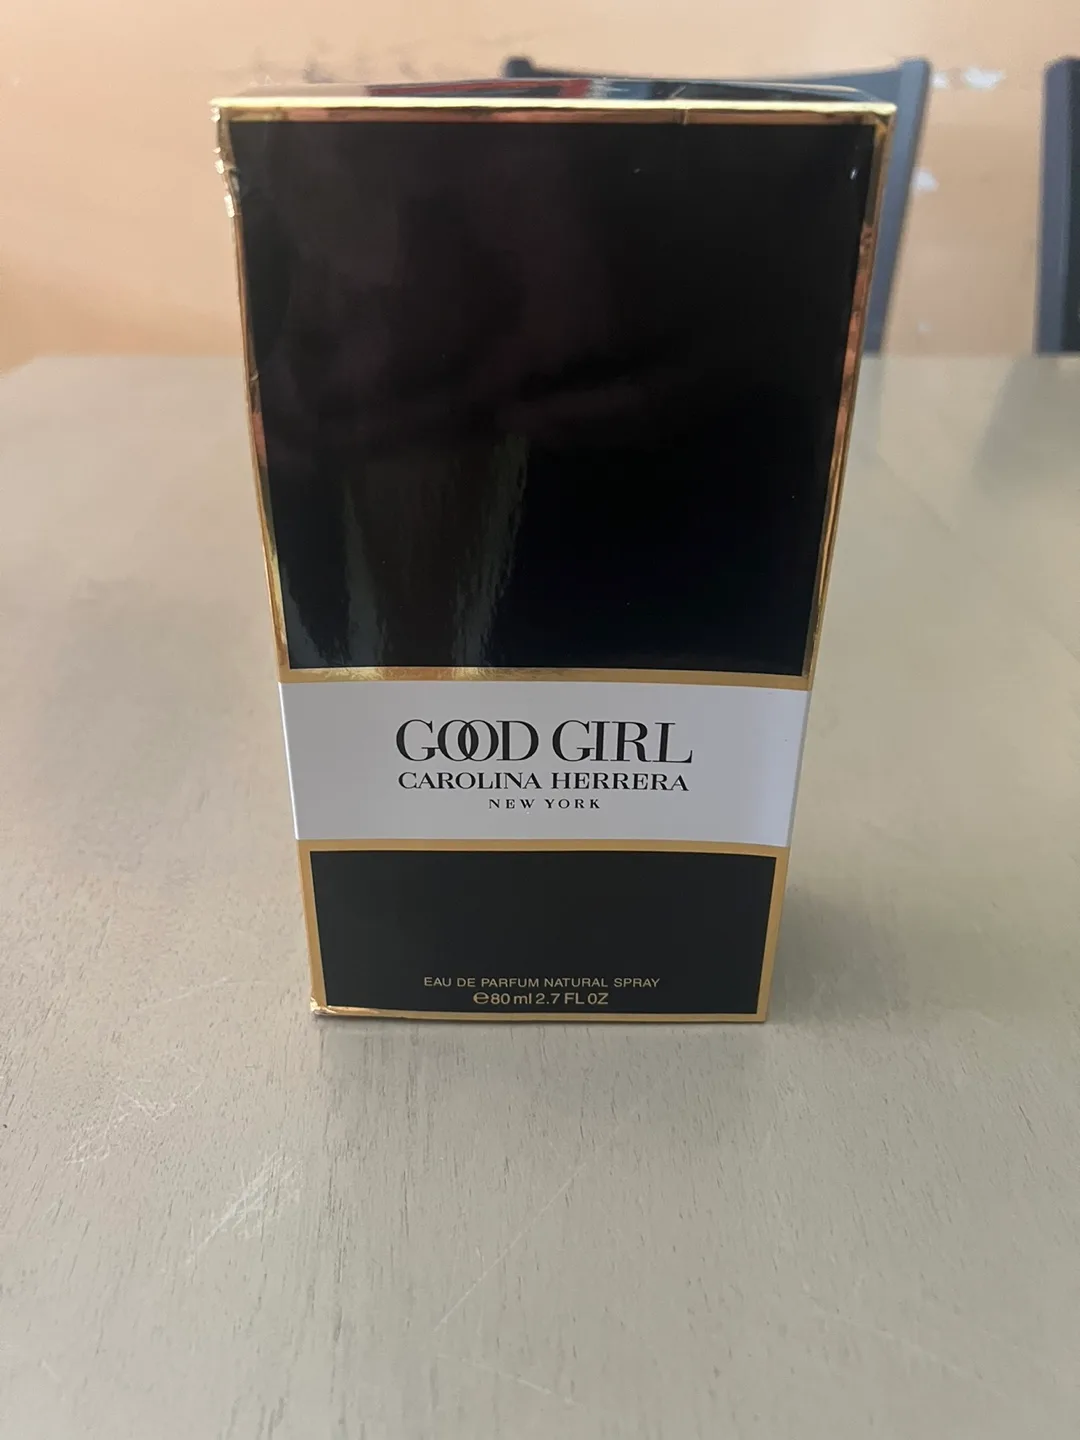 GOOD GIRL
CAROLINA HERRERA
NEW YORK
EAU DE PARFUM NATURAL SPRAY
℮80 ml 2.7 FL OZ